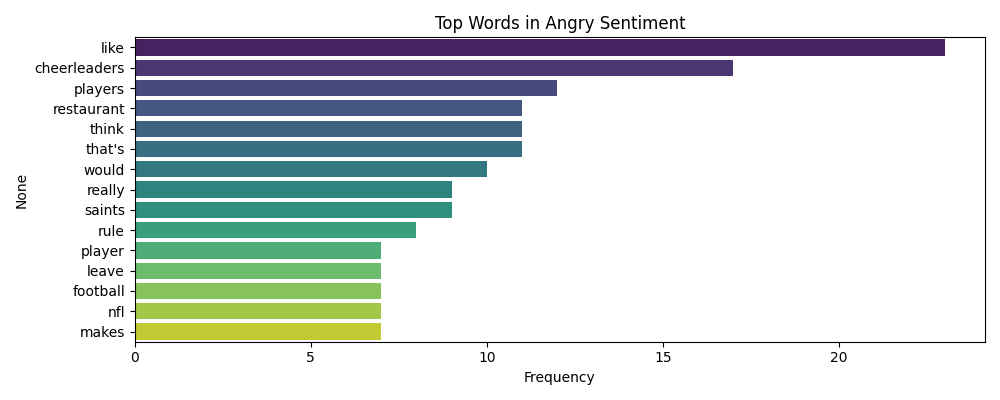 Top Words in Angry Sentiment
like
cheerleaders
players
restaurant
think
that's
would
really
saints
rule
player
leave
football
nfl
makes
None
0 5 10 15 20
Frequency